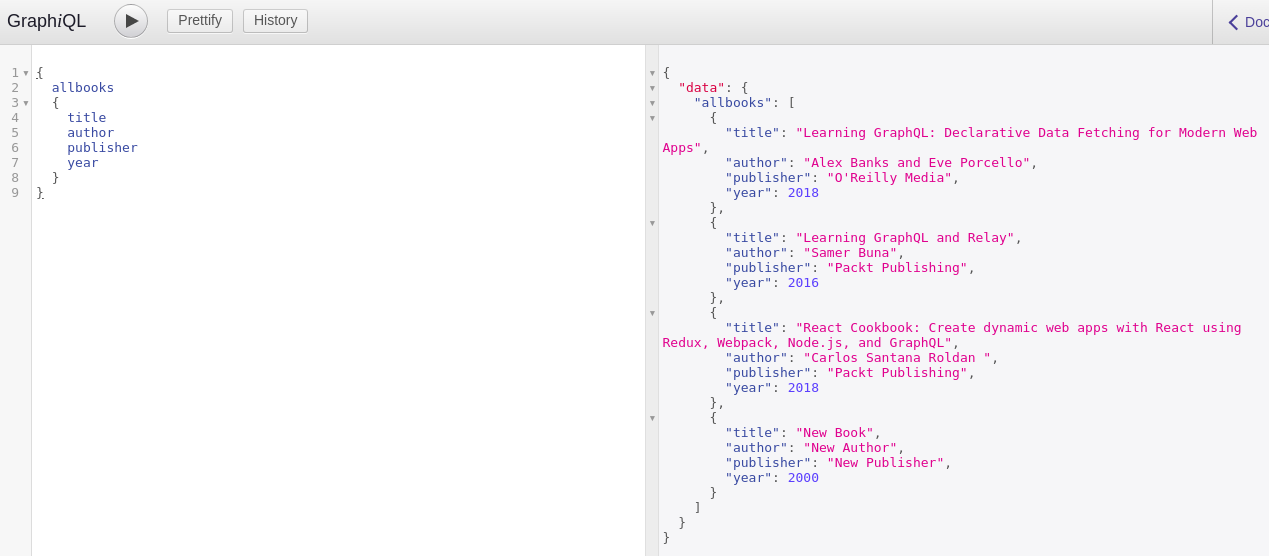 GraphiQL
Prettify
History
Doc
1 {
2   allbooks
3   {
4     title
5     author
6     publisher
7     year
8   }
9 }
{
  "data": {
    "allbooks": [
      {
        "title": "Learning GraphQL: Declarative Data Fetching for Modern Web
Apps",
        "author": "Alex Banks and Eve Porcello",
        "publisher": "O'Reilly Media",
        "year": 2018
      },
      {
        "title": "Learning GraphQL and Relay",
        "author": "Samer Buna",
        "publisher": "Packt Publishing",
        "year": 2016
      },
      {
        "title": "React Cookbook: Create dynamic web apps with React using
Redux, Webpack, Node.js, and GraphQL",
        "author": "Carlos Santana Roldan ",
        "publisher": "Packt Publishing",
        "year": 2018
      },
      {
        "title": "New Book",
        "author": "New Author",
        "publisher": "New Publisher",
        "year": 2000
      }
    ]
  }
}